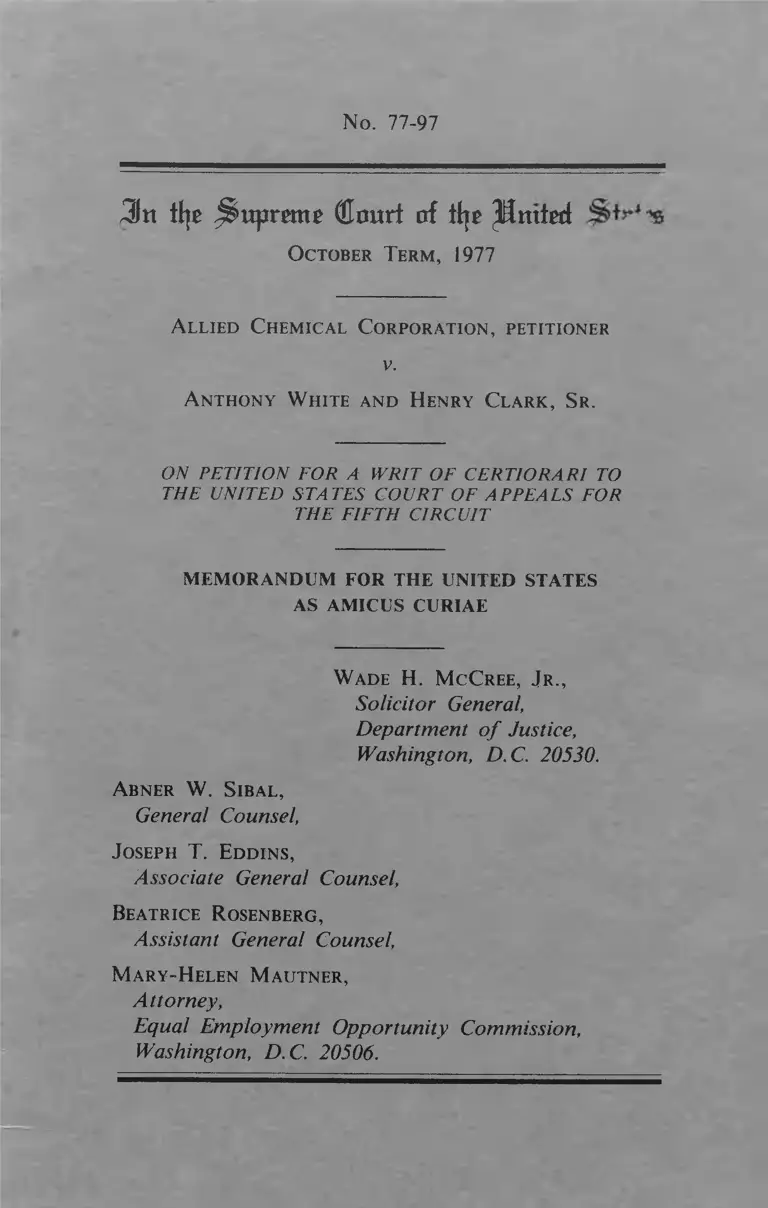 No. 77-97
In the Supreme Court of the United
OCTOBER TERM, 1977
ALLIED CHEMICAL CORPORATION, PETITIONER
v.
ANTHONY WHITE AND HENRY CLARK, SR.
ON PETITION FOR A WRIT OF CERTIORARI TO
THE UNITED STATES COURT OF APPEALS FOR
THE FIFTH CIRCUIT
MEMORANDUM FOR THE UNITED STATES
AS AMICUS CURIAE
WADE H. MCCREE, JR.,
Solicitor General,
Department of Justice,
Washington, D.C. 20530.
ABNER W. SIBAL,
General Counsel,
JOSEPH T. EDDINS,
Associate General Counsel,
BEATRICE ROSENBERG,
Assistant General Counsel,
MARY-HELEN MAUTNER,
Attorney,
Equal Employment Opportunity Commission,
Washington, D.C. 20506.